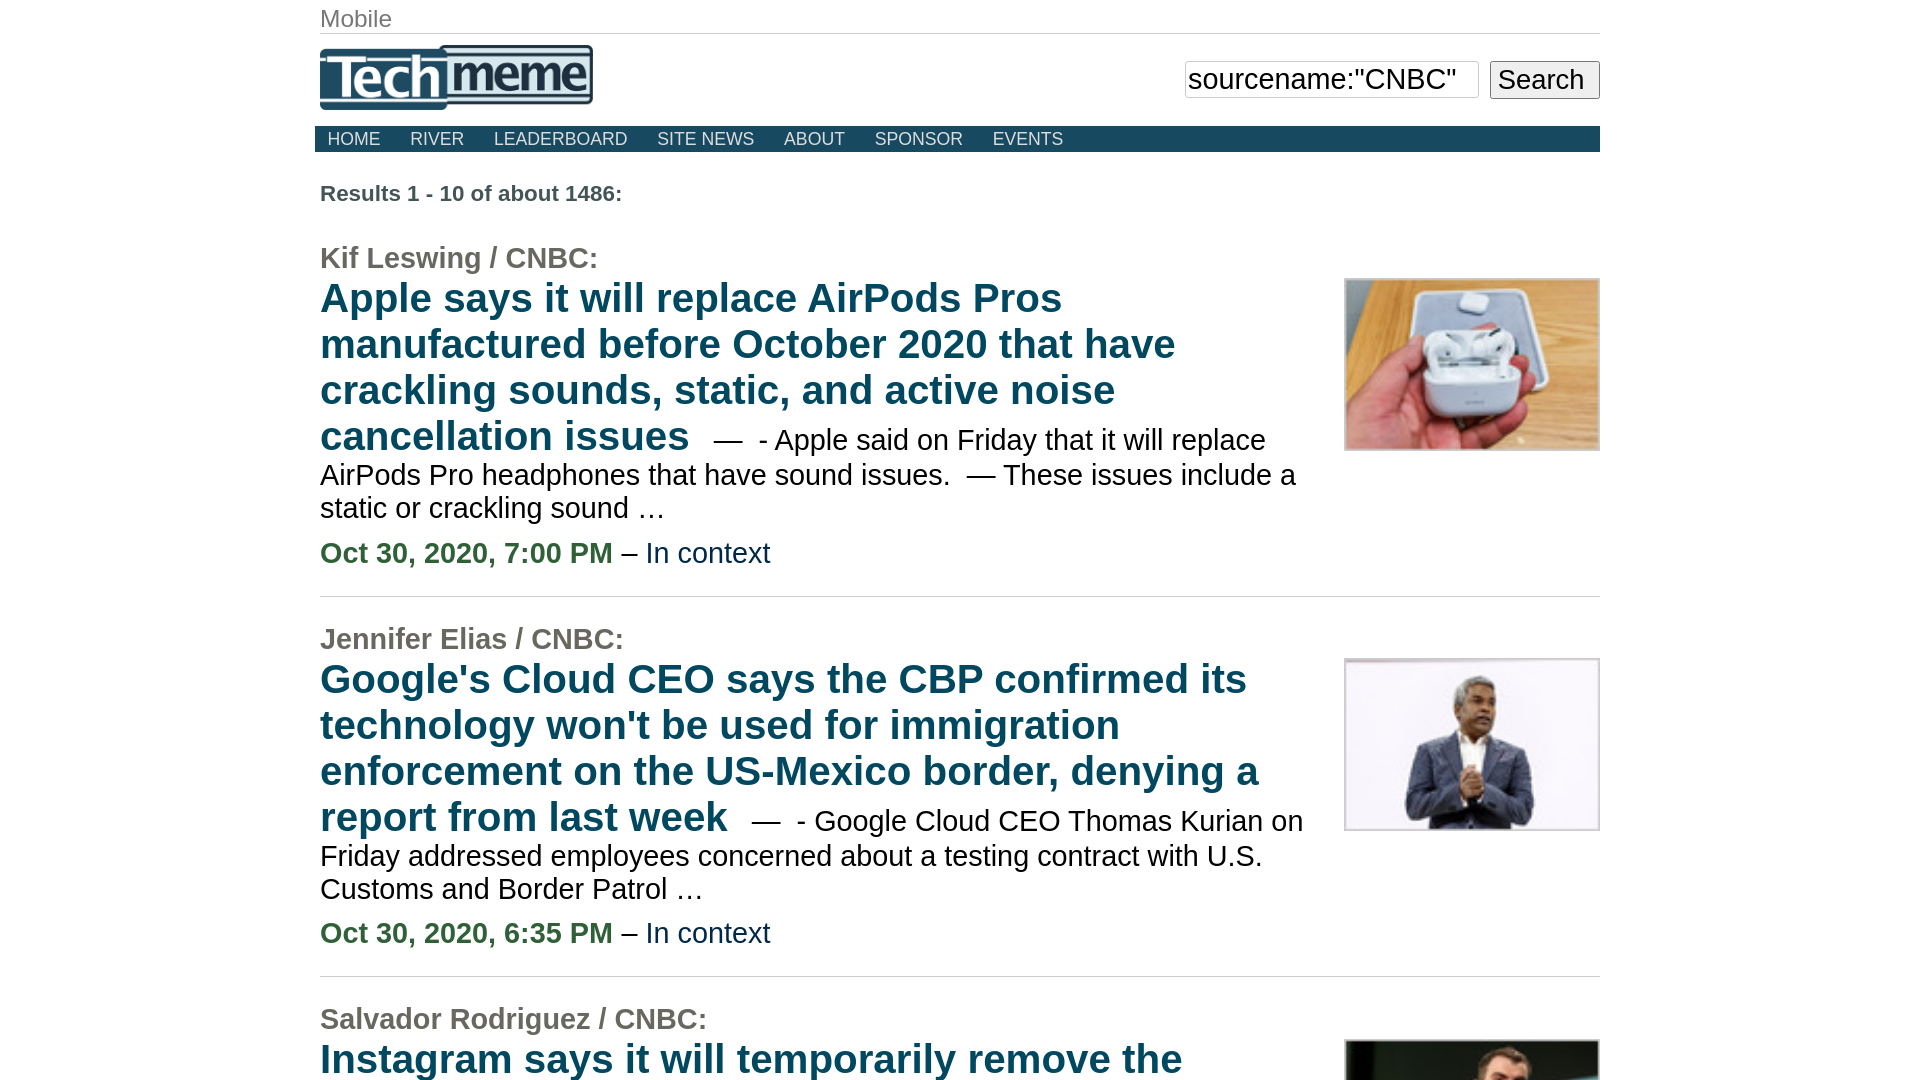 Mobile
Techmeme
sourcename:"CNBC"
Search
HOME RIVER LEADERBOARD SITE NEWS ABOUT SPONSOR EVENTS
Results 1 - 10 of about 1486:
Kif Leswing / CNBC:
Apple says it will replace AirPods Pros
manufactured before October 2020 that have
crackling sounds, static, and active noise
cancellation issues — - Apple said on Friday that it will replace
AirPods Pro headphones that have sound issues. — These issues include a
static or crackling sound …
Oct 30, 2020, 7:00 PM – In context
Jennifer Elias / CNBC:
Google's Cloud CEO says the CBP confirmed its
technology won't be used for immigration
enforcement on the US-Mexico border, denying a
report from last week — - Google Cloud CEO Thomas Kurian on
Friday addressed employees concerned about a testing contract with U.S.
Customs and Border Patrol …
Oct 30, 2020, 6:35 PM – In context
Salvador Rodriguez / CNBC:
Instagram says it will temporarily remove the